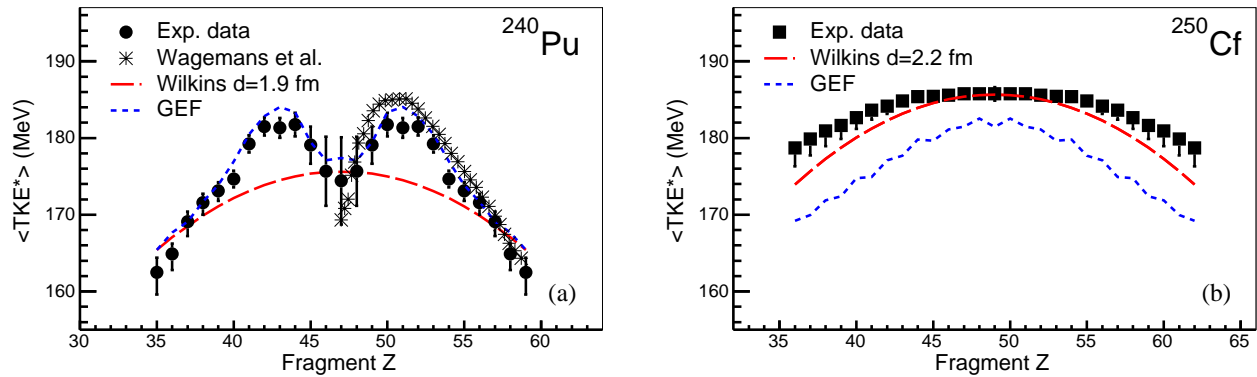 Exp. data
Wagemans et al.
Wilkins d=1.9 fm
GEF
²⁴⁰Pu
<TKE*> (MeV)
190
180
170
160
(a)
30 35 40 45 50 55 60
Fragment Z
Exp. data
Wilkins d=2.2 fm
GEF
²⁵⁰Cf
<TKE*> (MeV)
190
180
170
160
(b)
30 35 40 45 50 55 60 65
Fragment Z